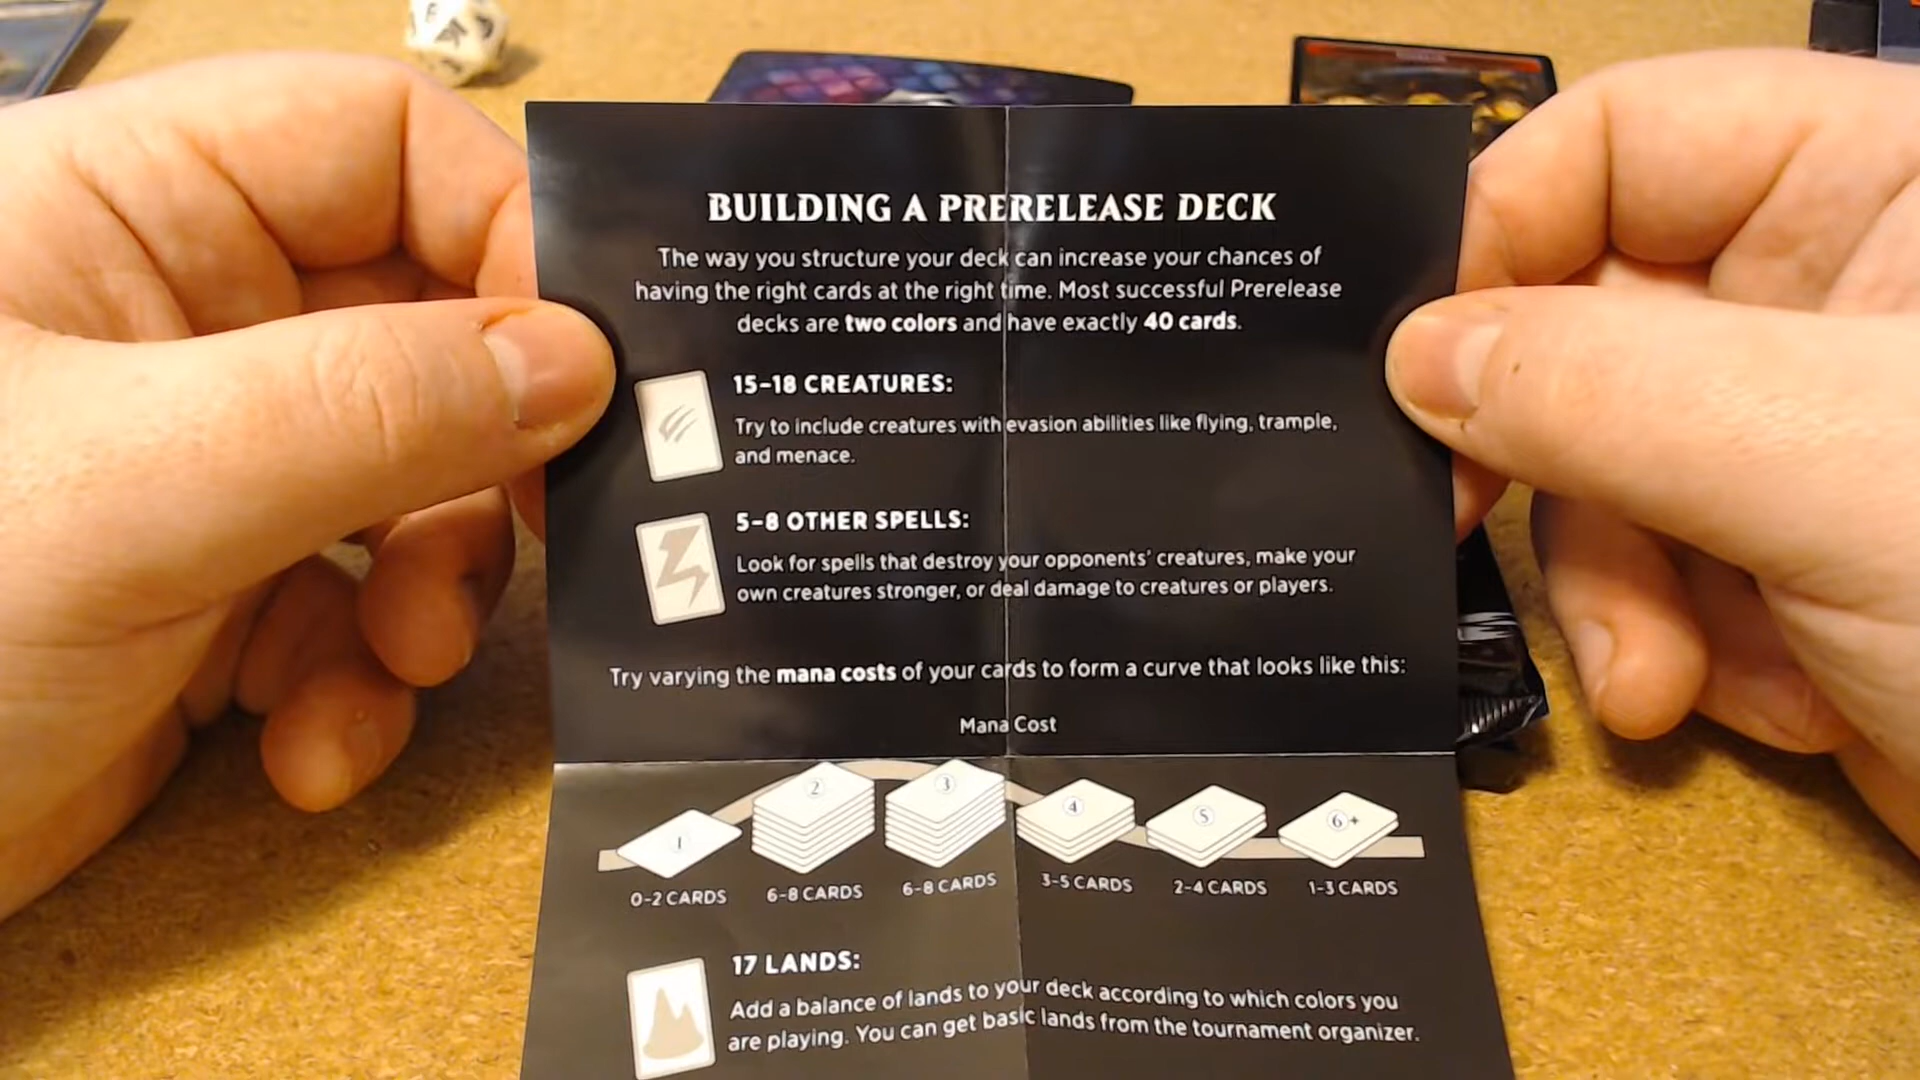 BUILDING A PRERELEASE DECK
The way you structure your deck can increase your chances of
having the right cards at the right time. Most successful Prerelease
decks are two colors and have exactly 40 cards.
15-18 CREATURES:
Try to include creatures with evasion abilities like flying, trample,
and menace.
5-8 OTHER SPELLS:
Look for spells that destroy your opponents' creatures, make your
own creatures stronger, or deal damage to creatures or players.
Try varying the mana costs of your cards to form a curve that looks like this:
Mana Cost
1 2 3 4 5 6+
0-2 CARDS 6-8 CARDS 6-8 CARDS 3-5 CARDS 2-4 CARDS 1-3 CARDS
17 LANDS:
Add a balance of lands to your deck according to which colors you
are playing. You can get basic lands from the tournament organizer.